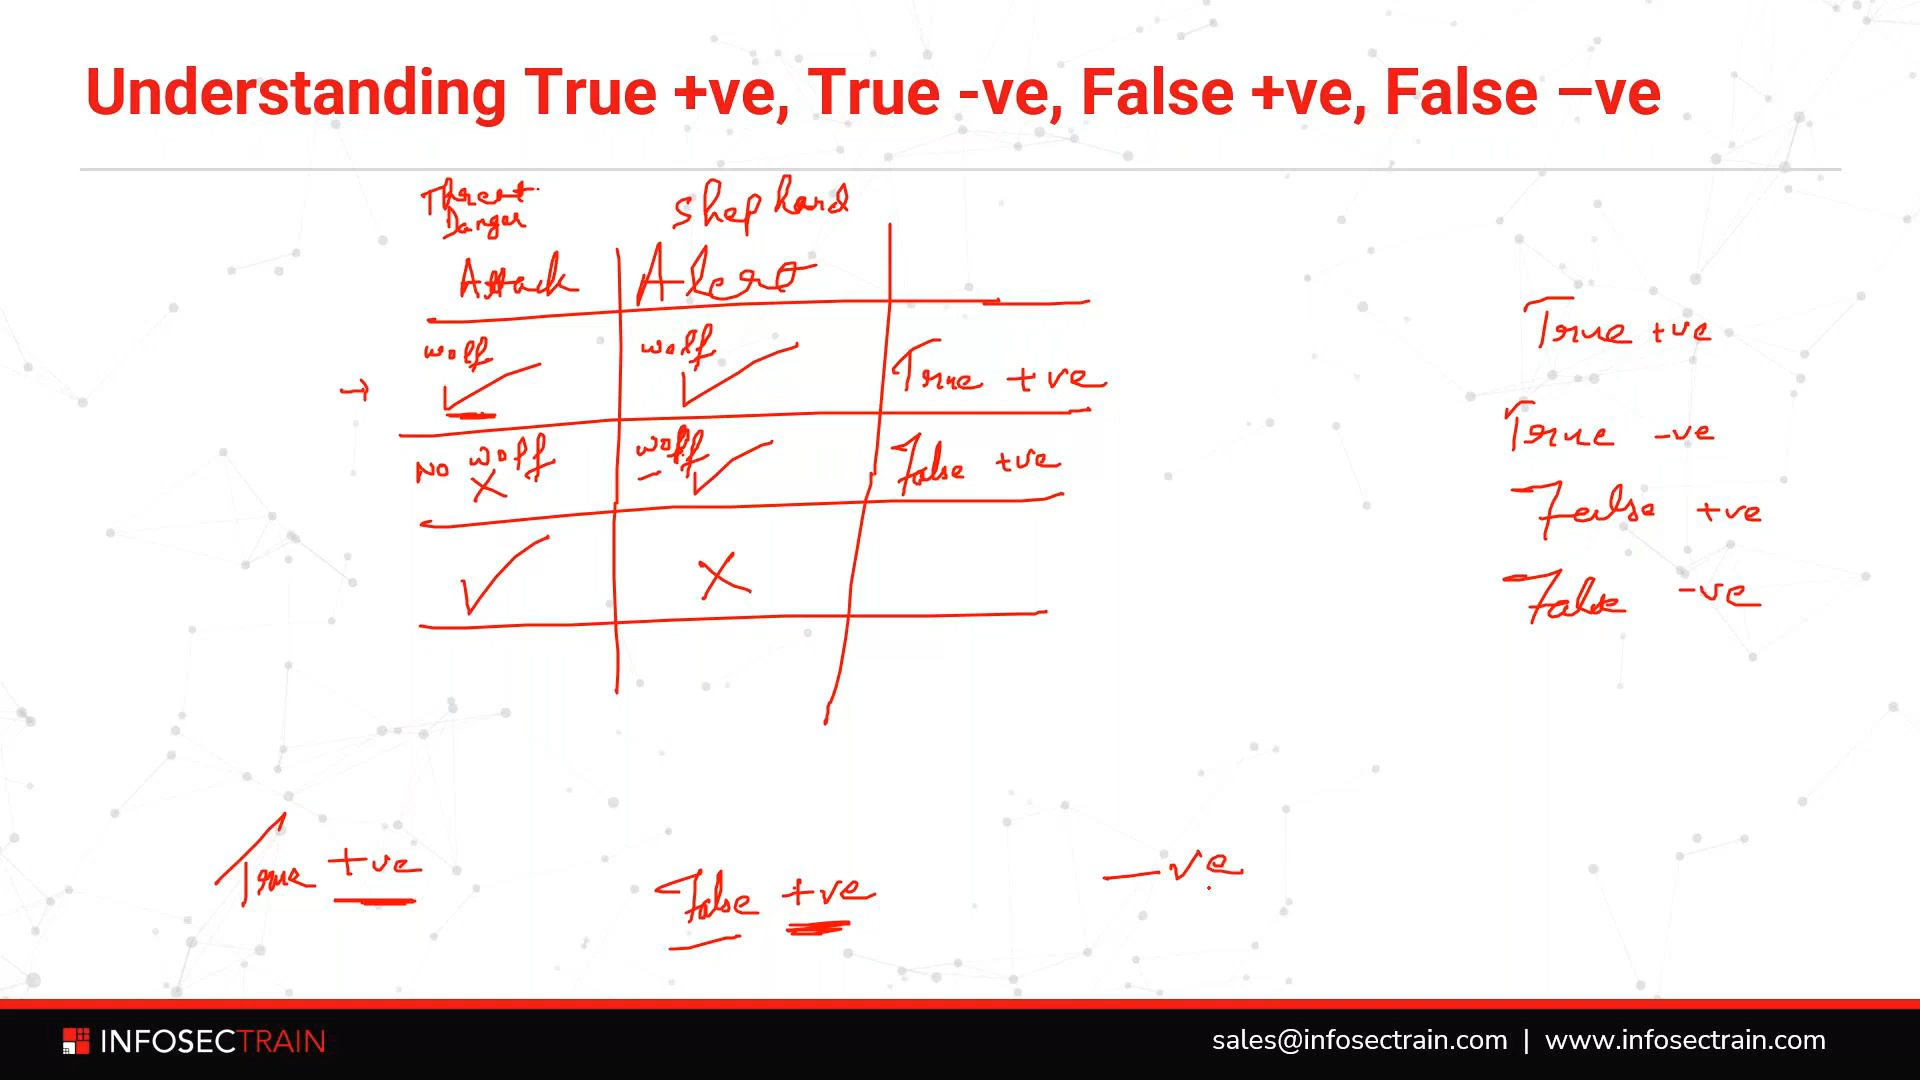 Understanding True +ve, True -ve, False +ve, False –ve
Threat
Danger
Shephard
Attack Alert
wolf wolf
→ ✓ ✓ True +ve
No wolf wolf
X ✓ False +ve
✓ X
True +ve
True -ve
False +ve
False -ve
True +ve
False +ve
-ve
INFOSECTRAIN
sales@infosectrain.com | www.infosectrain.com